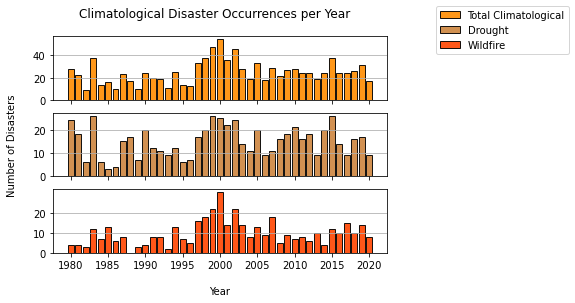 Climatological Disaster Occurrences per Year
Total Climatological
Drought
Wildfire
40
20
0
20
10
0
20
10
0
1980 1985 1990 1995 2000 2005 2010 2015 2020
Number of Disasters
Year